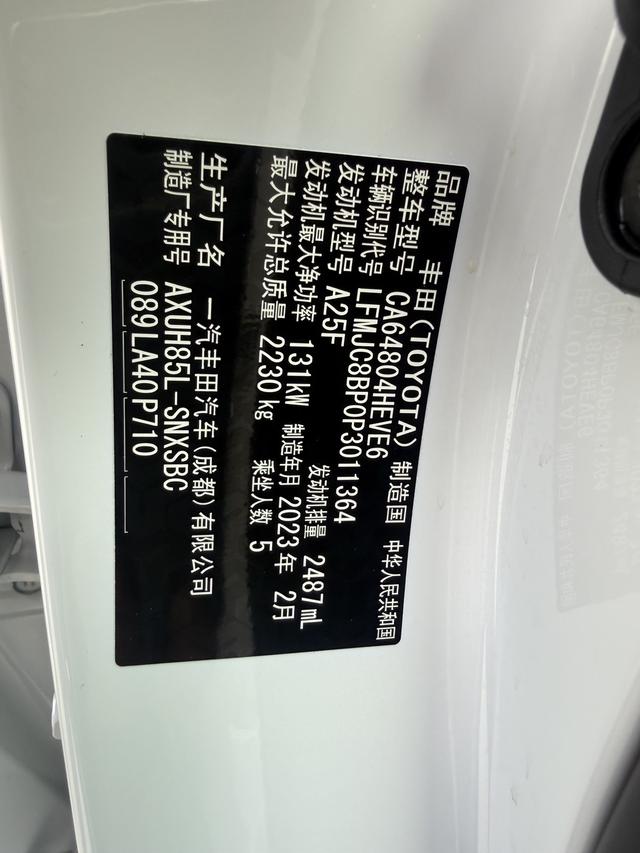 品牌 丰田(TOYOTA) 制造国 中华人民共和国
整车型号 CA64804HEVE6
车辆识别代号 LFMJC8BP0P3011364
发动机型号 A25F 发动机排量 2487mL
发动机最大净功率 131kW 制造年月 2023年 2月
最大允许总质量 2230kg 乘坐人数 5
生产厂名 一汽丰田汽车(成都)有限公司
制造厂专用号 AXUH85L-SNXSBC
089LA40P710